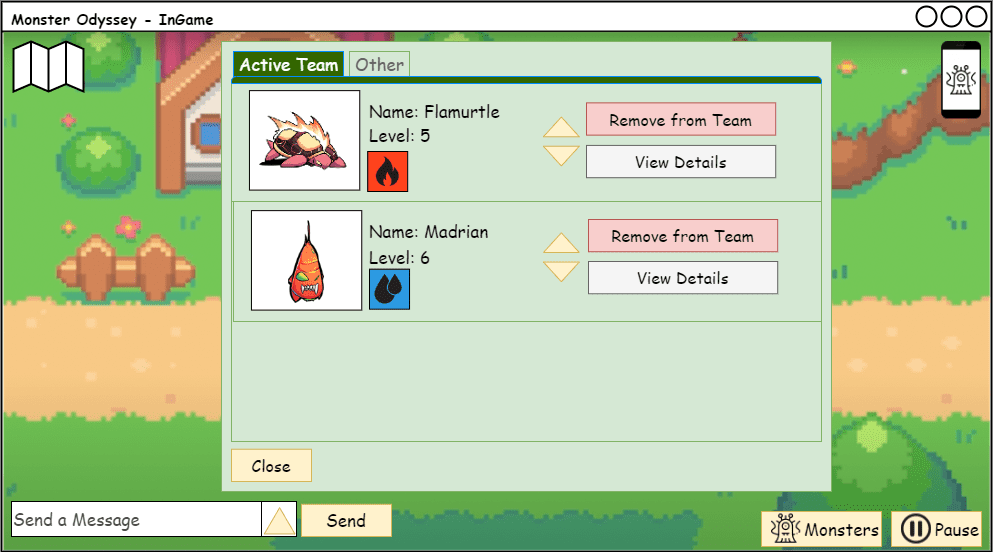 Monster Odyssey - InGame
Active Team
Other
Name: Flamurtle
Level: 5
Remove from Team
View Details
Name: Madrian
Level: 6
Remove from Team
View Details
Close
Send a Message
Send
Monsters
Pause